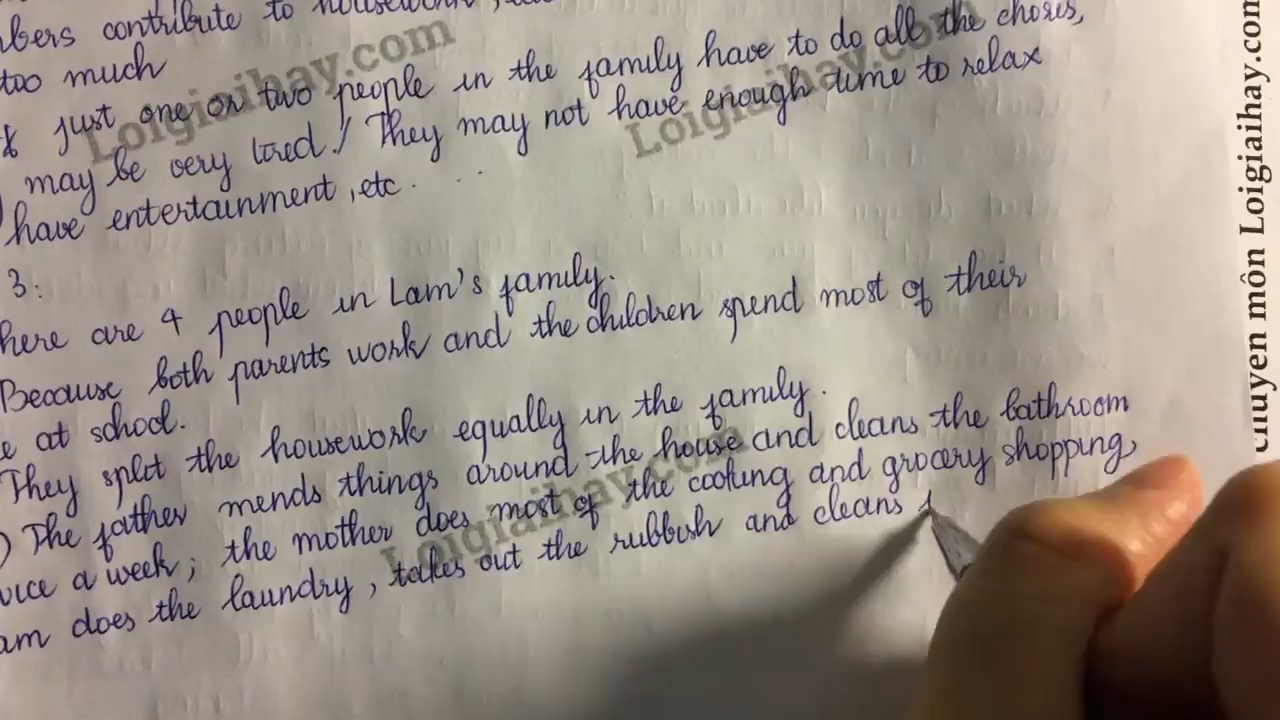 bers contribute to housework,
too much
just one or two people in the family have to do all the chores,
may be very tired. / They may not have enough time to relax
have entertainment, etc. . .
3:
here are 4 people in Lam's family.
Because both parents work and the children spend most of their
e at school.
They split the housework equally in the family.
) The father mends things around the house and cleans the bathroom
wice a week; the mother does most of the cooking and grocery shopping,
am does the laundry, takes out the rubbish and cleans t
Loigiaihay.com
Loigiaihay.com
Loigiaihay.com
chuyên môn Loigiaihay.com